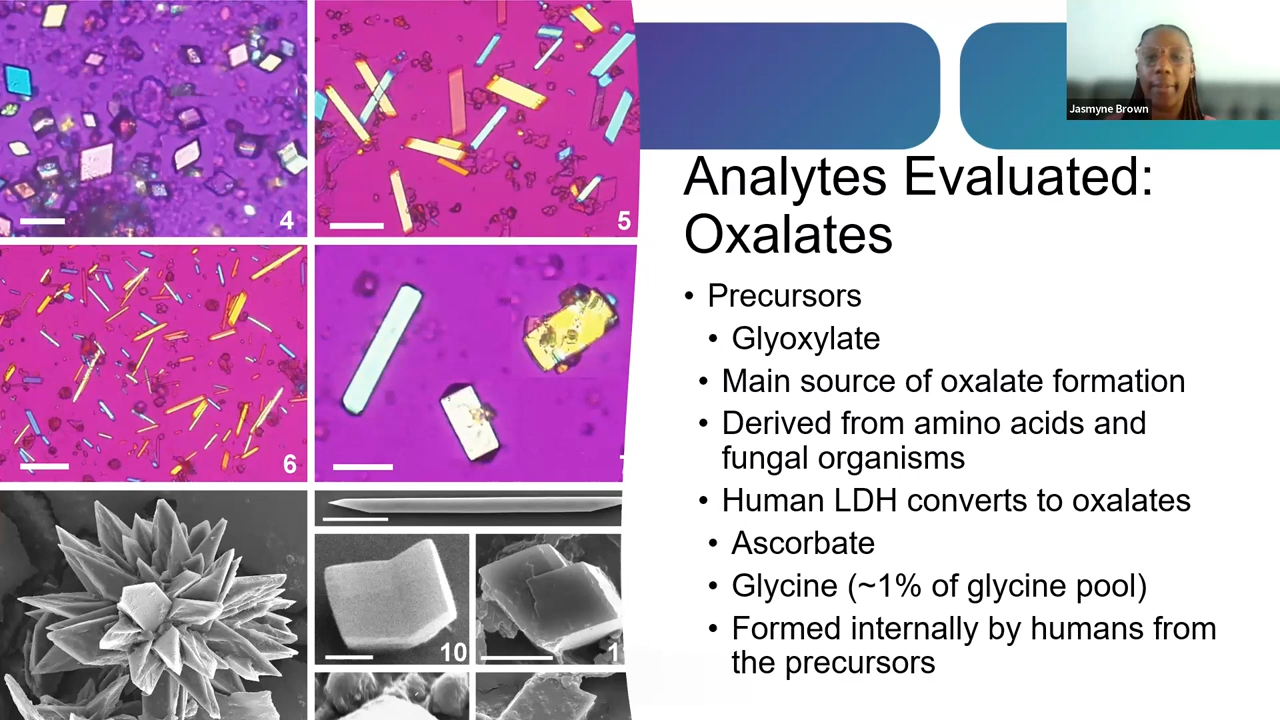 4
5
6
10
Jasmyne Brown
Analytes Evaluated:
Oxalates
• Precursors
• Glyoxylate
• Main source of oxalate formation
• Derived from amino acids and
fungal organisms
• Human LDH converts to oxalates
• Ascorbate
• Glycine (~1% of glycine pool)
• Formed internally by humans from
the precursors